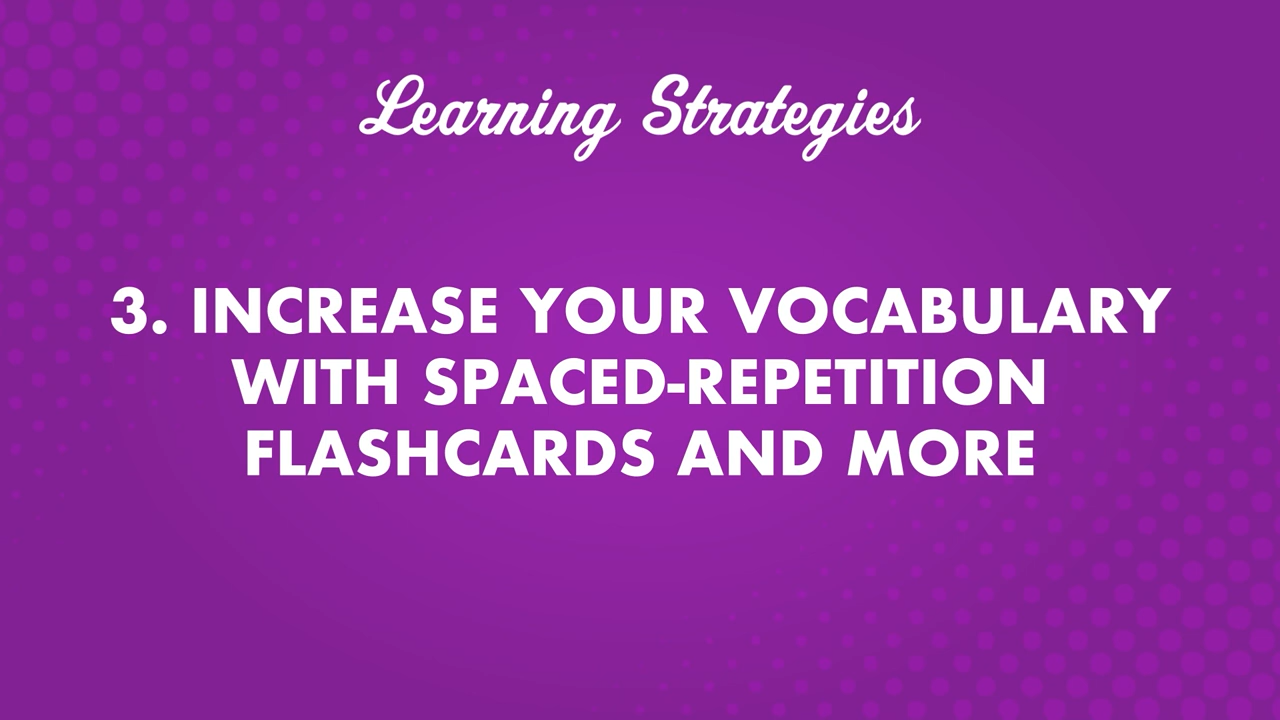 Learning Strategies
3. INCREASE YOUR VOCABULARY
WITH SPACED-REPETITION
FLASHCARDS AND MORE